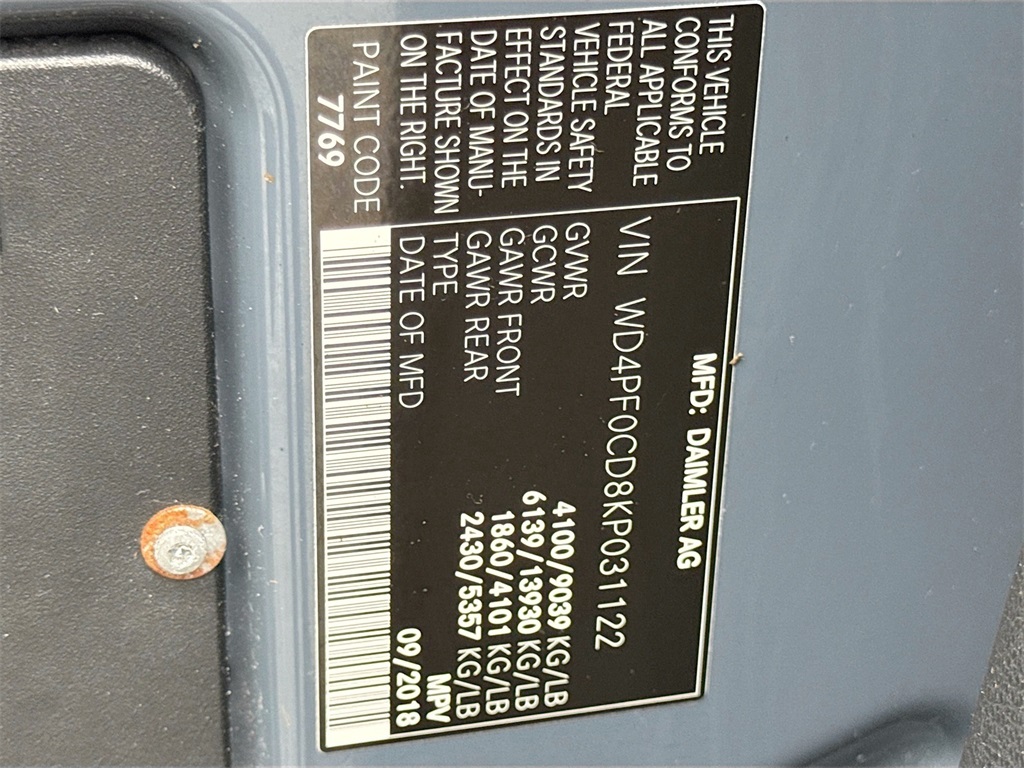 MFD: DAIMLER AG
THIS VEHICLE
CONFORMS TO
ALL APPLICABLE
FEDERAL
VEHICLE SAFETY
STANDARDS IN
EFFECT ON THE
DATE OF MANU-
FACTURE SHOWN
ON THE RIGHT.
PAINT CODE
7769
VIN WD4PF0CD8KP031122
GVWR 4100/9039 KG/LB
GCWR 6139/13930 KG/LB
GAWR FRONT 1860/4101 KG/LB
GAWR REAR 2430/5357 KG/LB
TYPE MPV
DATE OF MFD 09/2018